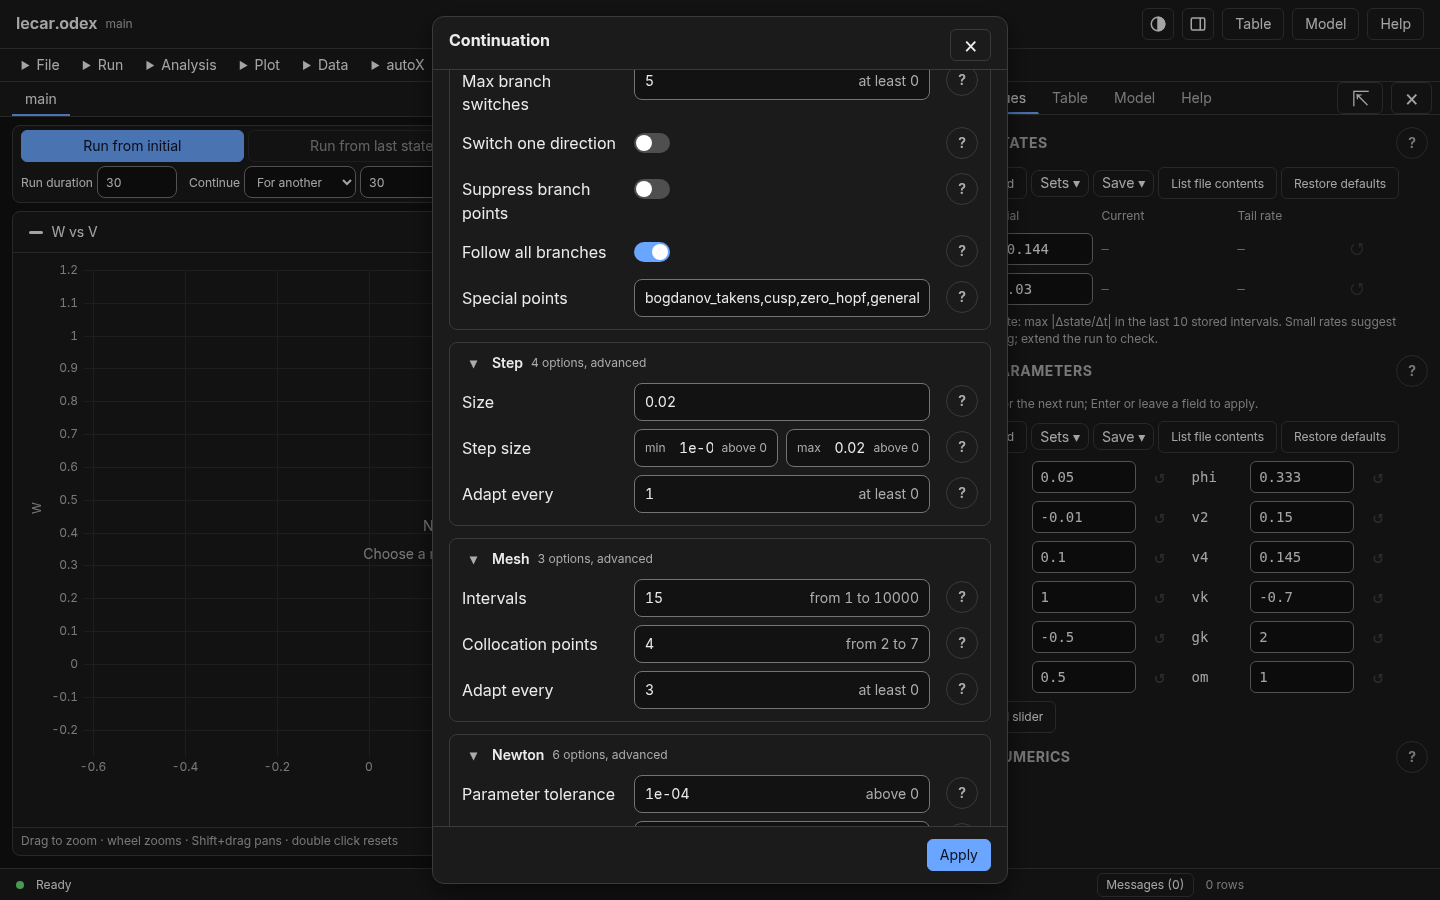 lecar.odex main
Table
Model
Help
▶ File ▶ Run ▶ Analysis ▶ Plot ▶ Data ▶ autoX
main
Run from initial
Run from last state
Run duration 30 Continue For another 30
W vs V
1.2
1.1
1
0.9
0.8
0.7
0.6
0.5
0.4
0.3
0.2
0.1
0
-0.1
-0.2
W
-0.6 -0.4 -0.2 0
N
Choose a
Drag to zoom · wheel zooms · Shift+drag pans · double click resets
Ready
Continuation
×
Max branch switches
5 at least 0 ?
Switch one direction ?
Suppress branch points ?
Follow all branches ?
Special points bogdanov_takens,cusp,zero_hopf,general ?
▼ Step 4 options, advanced
Size 0.02 ?
Step size min 1e-0 above 0 max 0.02 above 0 ?
Adapt every 1 at least 0 ?
▼ Mesh 3 options, advanced
Intervals 15 from 1 to 10000 ?
Collocation points 4 from 2 to 7 ?
Adapt every 3 at least 0 ?
▼ Newton 6 options, advanced
Parameter tolerance 1e-04 above 0 ?
Apply
ues Table Model Help ×
TATES ?
d Sets ▾ Save ▾ List file contents Restore defaults
ial Current Tail rate
0.144 – – ↺
.03 – – ↺
te: max |Δstate/Δt| in the last 10 stored intervals. Small rates suggest
g; extend the run to check.
ARAMETERS ?
r the next run; Enter or leave a field to apply.
d Sets ▾ Save ▾ List file contents Restore defaults
0.05 ↺ phi 0.333 ↺
-0.01 ↺ v2 0.15 ↺
0.1 ↺ v4 0.145 ↺
1 ↺ vk -0.7 ↺
-0.5 ↺ gk 2 ↺
0.5 ↺ om 1 ↺
slider
UMERICS ?
Messages (0) 0 rows